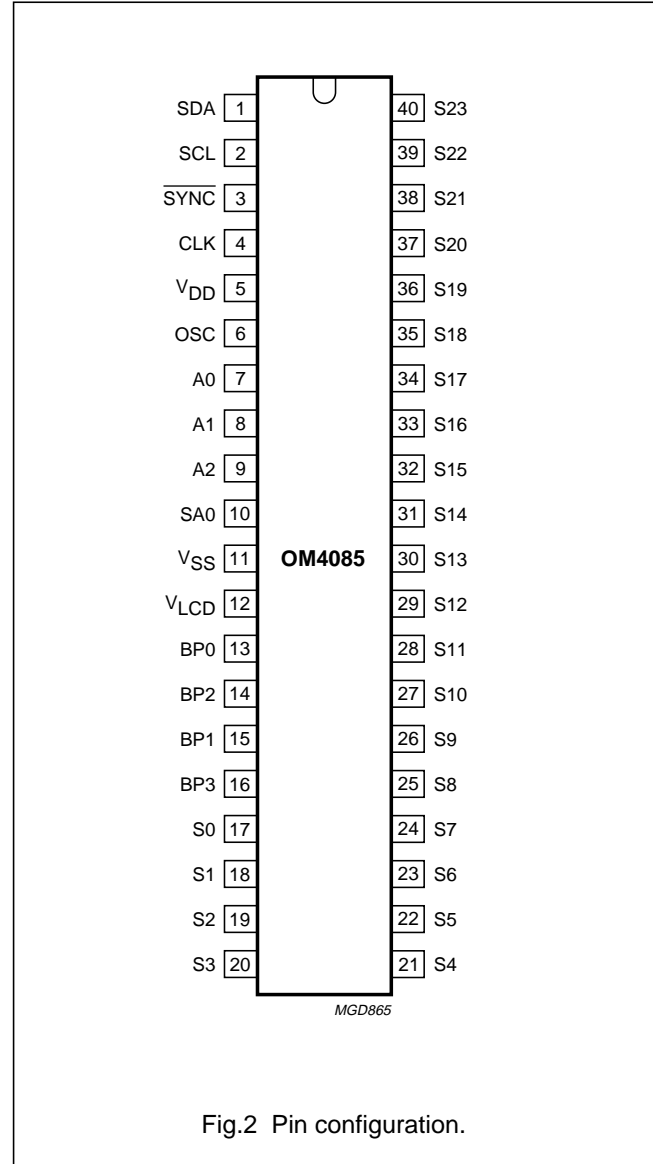 SDA 1 40 S23
SCL 2 39 S22
SYNC 3 38 S21
CLK 4 37 S20
VDD 5 36 S19
OSC 6 35 S18
A0 7 34 S17
A1 8 33 S16
A2 9 32 S15
SA0 10 31 S14
VSS 11 OM4085 30 S13
VLCD 12 29 S12
BP0 13 28 S11
BP2 14 27 S10
BP1 15 26 S9
BP3 16 25 S8
S0 17 24 S7
S1 18 23 S6
S2 19 22 S5
S3 20 21 S4
MGD865
Fig.2 Pin configuration.